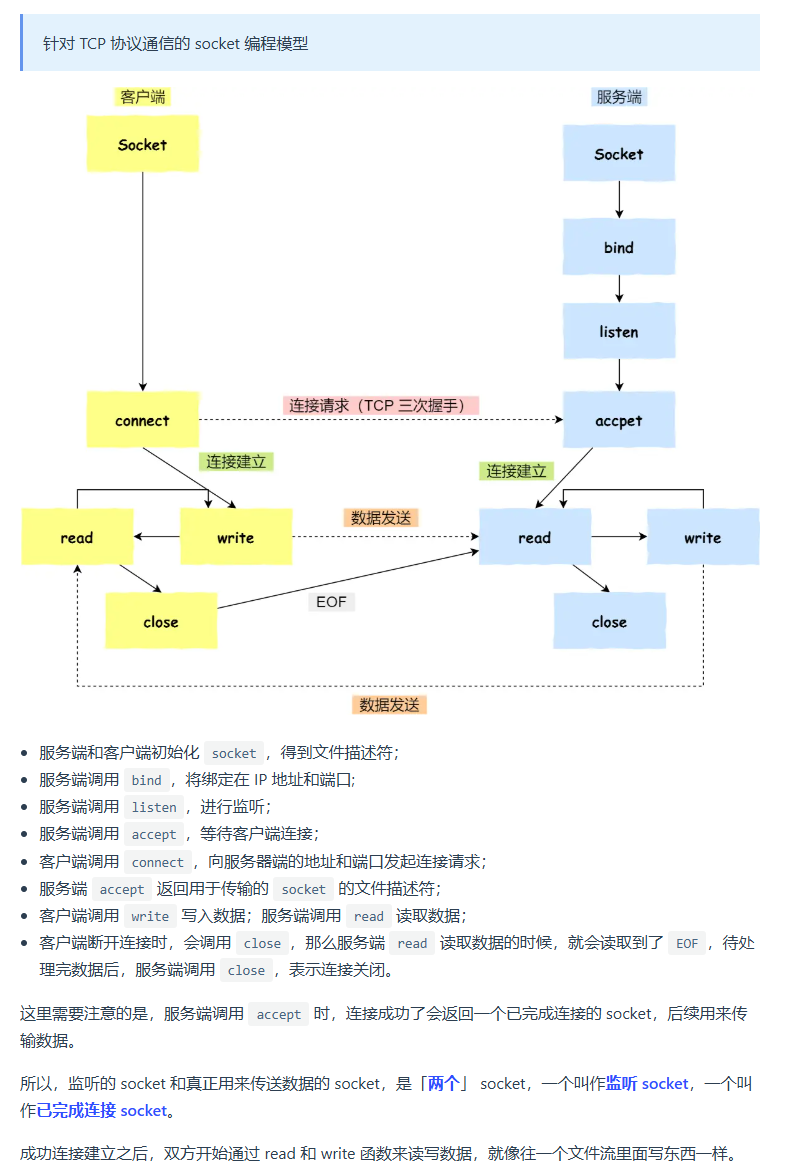 针对 TCP 协议通信的 socket 编程模型
客户端
服务端
Socket
Socket
bind
listen
connect
连接请求（TCP 三次握手）
accpet
连接建立
连接建立
read
write
数据发送
read
write
close
EOF
close
数据发送
服务端和客户端初始化 socket，得到文件描述符；
服务端调用 bind，将绑定在 IP 地址和端口;
服务端调用 listen，进行监听；
服务端调用 accept，等待客户端连接；
客户端调用 connect，向服务器端的地址和端口发起连接请求；
服务端 accept 返回用于传输的 socket 的文件描述符；
客户端调用 write 写入数据；服务端调用 read 读取数据；
客户端断开连接时，会调用 close，那么服务端 read 读取数据的时候，就会读取到了 EOF，待处
理完数据后，服务端调用 close，表示连接关闭。
这里需要注意的是，服务端调用 accept 时，连接成功了会返回一个已完成连接的 socket，后续用来传
输数据。
所以，监听的 socket 和真正用来传送数据的 socket，是「两个」 socket，一个叫作监听 socket，一个叫
作已完成连接 socket。
成功连接建立之后，双方开始通过 read 和 write 函数来读写数据，就像往一个文件流里面写东西一样。